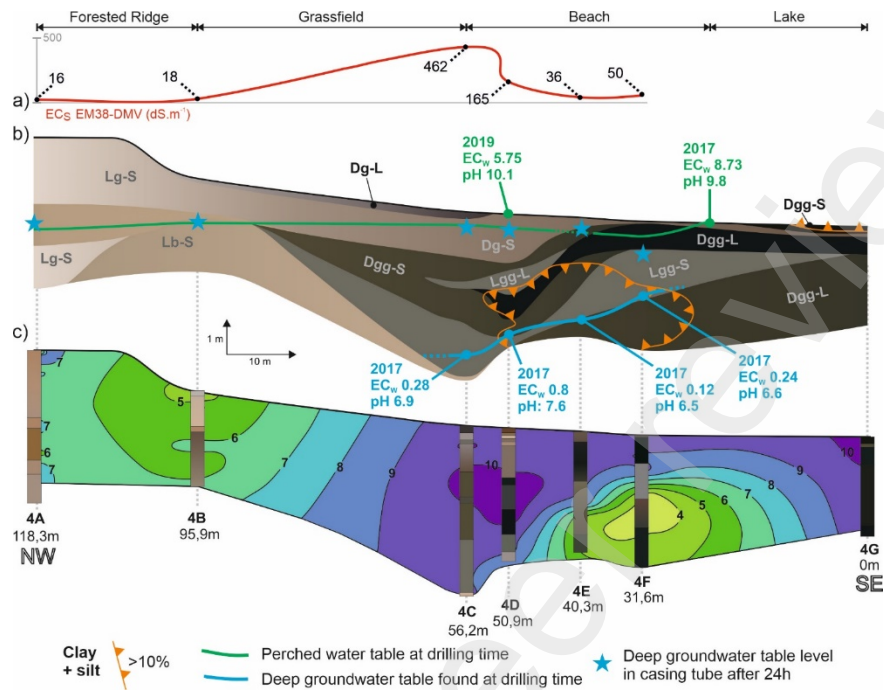 Forested Ridge Grassfield Beach Lake
a)
500
16
18
462
165
36
50
ECS EM38-DMV (dS.m⁻¹)
b)
Lg-S
Dg-L
2019
ECw 5.75
pH 10.1
2017
ECw 8.73
pH 9.8
Dgg-S
Lg-S
Lb-S
Dgg-S
Dg-S
Lgg-L
Dgg-L
Lgg-S
Dgg-L
c)
1 m
10 m
2017
ECw 0.28
pH 6.9
2017
ECw 0.8
pH: 7.6
2017
ECw 0.12
pH 6.5
2017
ECw 0.24
pH 6.6
7
7
6
7
5
6
6
7
8
9
10
4
5
6
7
8
9
10
4A
118,3m
NW
4B
95,9m
4C
56,2m
4D
50,9m
4E
40,3m
4F
31,6m
4G
0m
SE
Clay
+ silt
>10%
Perched water table at drilling time
Deep groundwater table found at drilling time
Deep groundwater table level
in casing tube after 24h